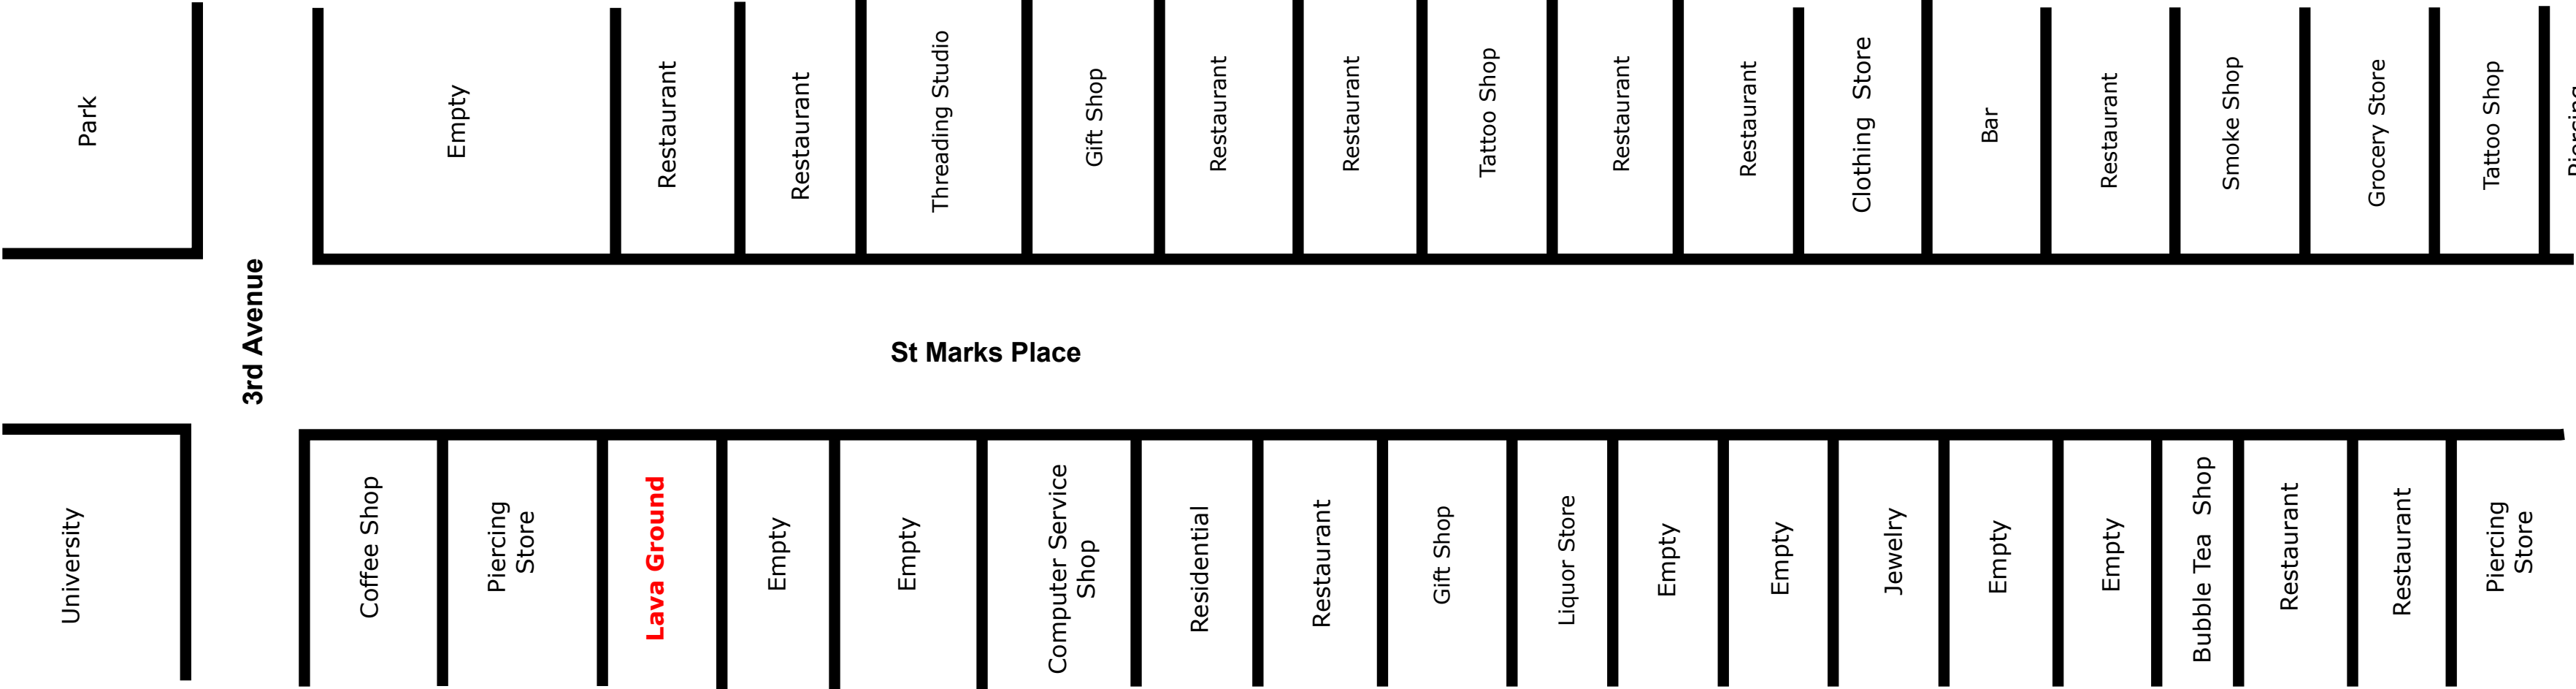 Park
Empty
Restaurant
Restaurant
Threading Studio
Gift Shop
Restaurant
Restaurant
Tattoo Shop
Restaurant
Restaurant
Clothing Store
Bar
Restaurant
Smoke Shop
Grocery Store
Tattoo Shop
Piercing
3rd Avenue
St Marks Place
University
Coffee Shop
Piercing
Store
Lava Ground
Empty
Empty
Computer Service
Shop
Residential
Restaurant
Gift Shop
Liquor Store
Empty
Empty
Jewelry
Empty
Empty
Bubble Tea Shop
Restaurant
Restaurant
Piercing
Store